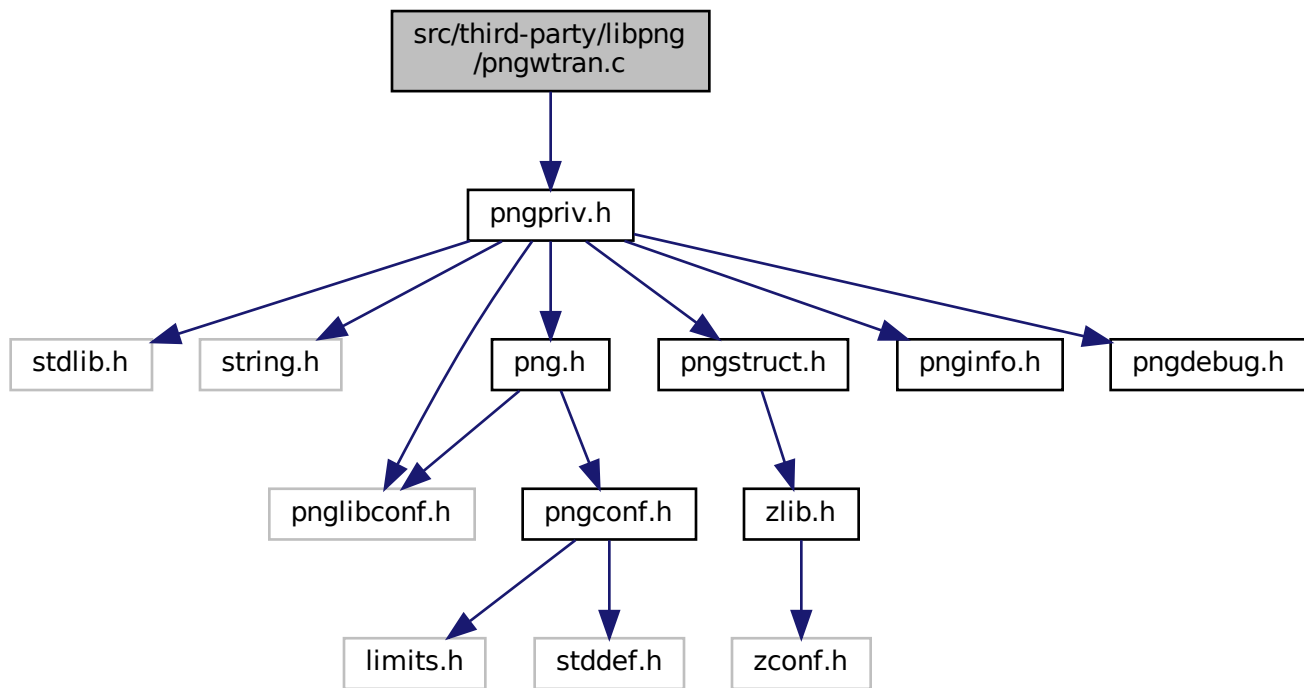 src/third-party/libpng
/pngwtran.c
pngpriv.h
stdlib.h
string.h
png.h
pngstruct.h
pnginfo.h
pngdebug.h
pnglibconf.h
pngconf.h
zlib.h
limits.h
stddef.h
zconf.h